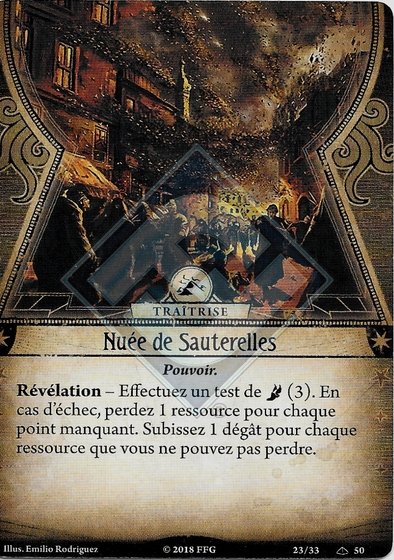 TRAÎTRISE
Nuée de Sauterelles
Pouvoir.
Révélation – Effectuez un test de (3). En
cas d'échec, perdez 1 ressource pour chaque
point manquant. Subissez 1 dégât pour chaque
ressource que vous ne pouvez pas perdre.
Illus. Emilio Rodriguez © 2018 FFG 23/33 50